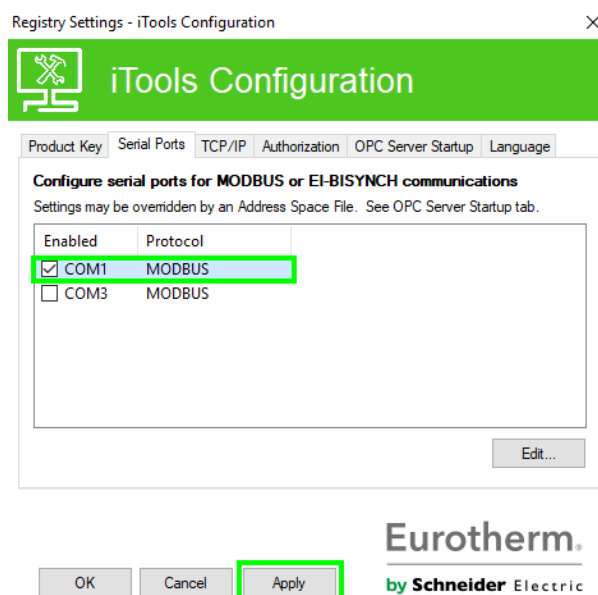 Registry Settings - iTools Configuration
iTools Configuration
Product Key Serial Ports TCP/IP Authorization OPC Server Startup Language
Configure serial ports for MODBUS or EI-BISYNCH communications
Settings may be overridden by an Address Space File. See OPC Server Startup tab.
Enabled Protocol
COM1 MODBUS
COM3 MODBUS
Edit...
Eurotherm®
by Schneider Electric
OK Cancel Apply